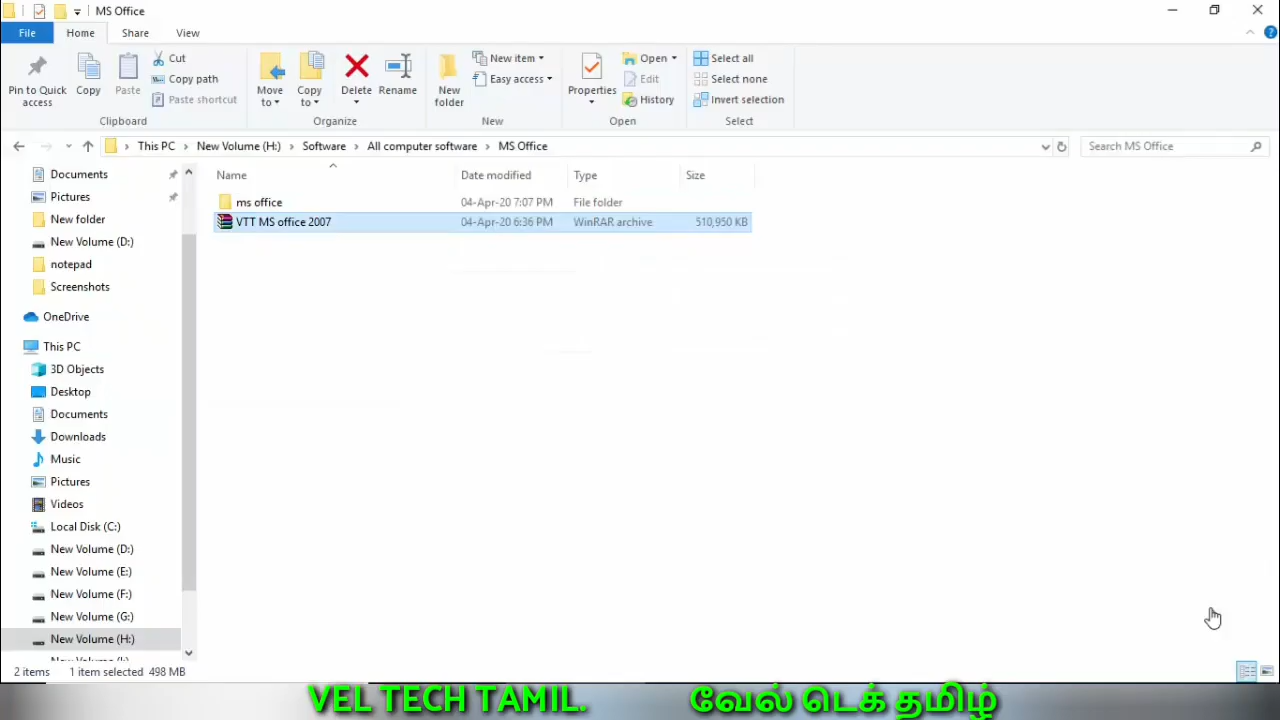 MS Office
File Home Share View
Pin to Quick access
Copy
Paste
Cut
Copy path
Paste shortcut
Clipboard
Move to
Copy to
Delete
Rename
Organize
New folder
New item
Easy access
New
Properties
Open
Edit
History
Open
Select all
Select none
Invert selection
Select
This PC New Volume (H:) Software All computer software MS Office
Search MS Office
Documents
Pictures
New folder
New Volume (D:)
notepad
Screenshots
OneDrive
This PC
3D Objects
Desktop
Documents
Downloads
Music
Pictures
Videos
Local Disk (C:)
New Volume (D:)
New Volume (E:)
New Volume (F:)
New Volume (G:)
New Volume (H:)
Name Date modified Type Size
ms office 04-Apr-20 7:07 PM File folder
VTT MS office 2007 04-Apr-20 6:36 PM WinRAR archive 510,950 KB
2 items 1 item selected 498 MB
VEL TECH TAMIL. வேல் டெக் தமிழ்